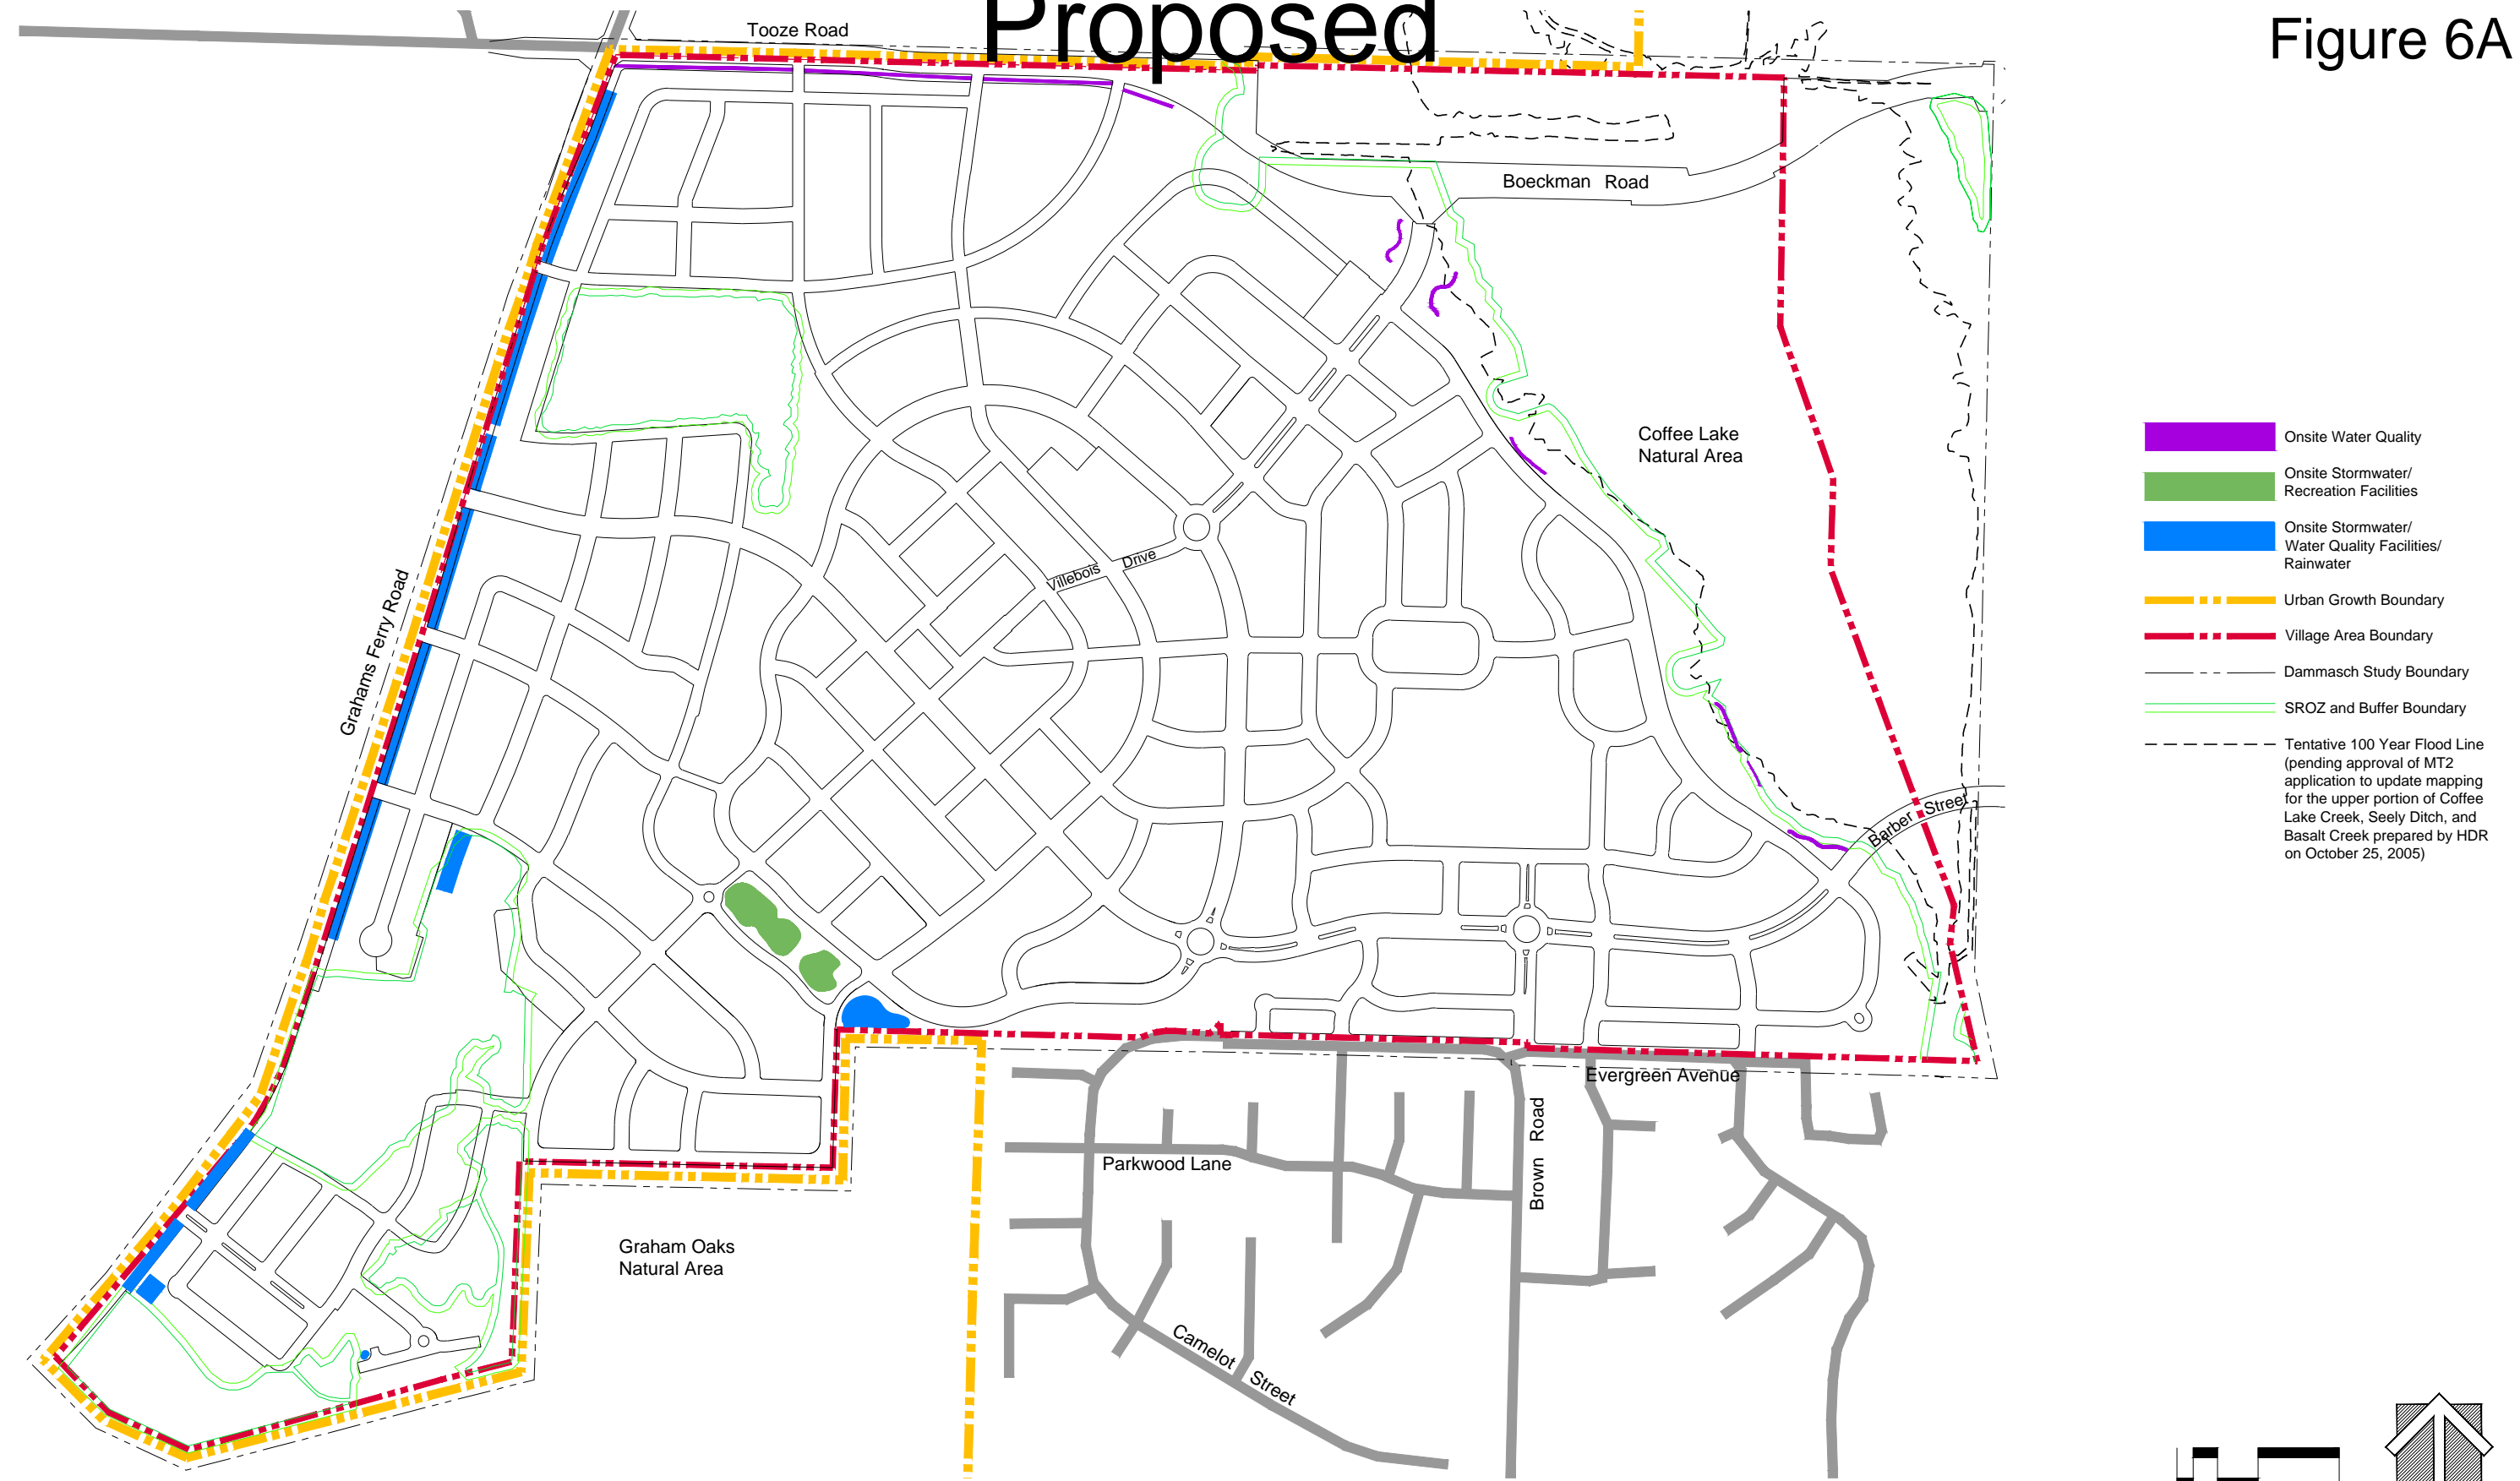 Proposed
Figure 6A
Tooze Road
Boeckman Road
Coffee Lake
Natural Area
Villebois Drive
Grahams Ferry Road
Barber Street
Evergreen Avenue
Parkwood Lane
Brown Road
Graham Oaks
Natural Area
Camelot Street
Onsite Water Quality
Onsite Stormwater/
Recreation Facilities
Onsite Stormwater/
Water Quality Facilities/
Rainwater
Urban Growth Boundary
Village Area Boundary
Dammasch Study Boundary
SROZ and Buffer Boundary
Tentative 100 Year Flood Line
(pending approval of MT2
application to update mapping
for the upper portion of Coffee
Lake Creek, Seely Ditch, and
Basalt Creek prepared by HDR
on October 25, 2005)